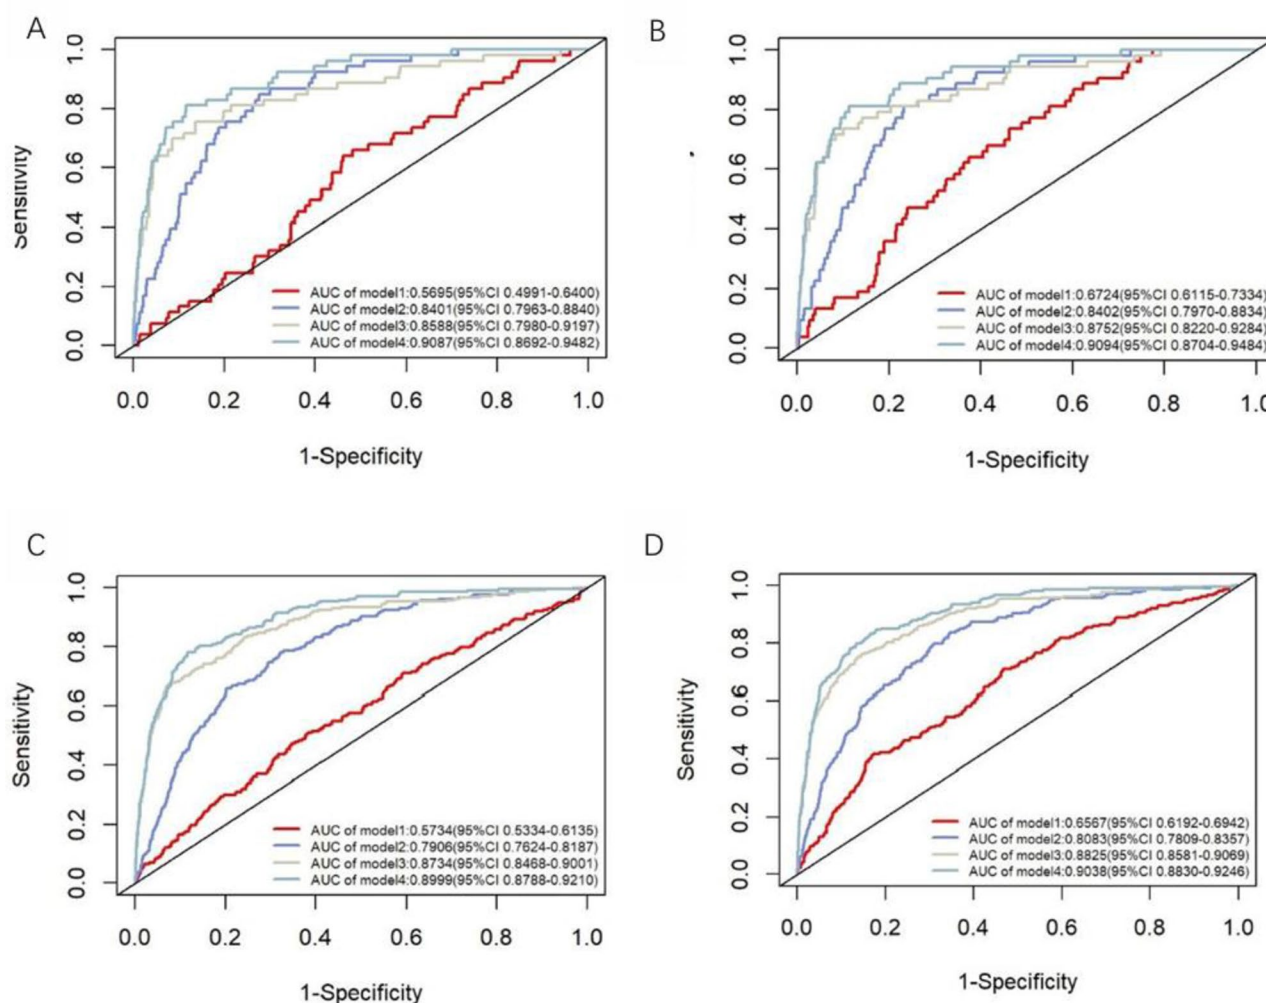 A
1.0
0.8
0.6
0.4
0.2
0.0
Sensitivity
AUC of model1:0.5695(95%CI 0.4991-0.6400)
AUC of model2:0.8401(95%CI 0.7963-0.8840)
AUC of model3:0.8588(95%CI 0.7980-0.9197)
AUC of model4:0.9087(95%CI 0.8692-0.9482)
0.0 0.2 0.4 0.6 0.8 1.0
1-Specificity
B
1.0
0.8
0.6
0.4
0.2
0.0
AUC of model1:0.6724(95%CI 0.6115-0.7334)
AUC of model2:0.8402(95%CI 0.7970-0.8834)
AUC of model3:0.8752(95%CI 0.8220-0.9284)
AUC of model4:0.9094(95%CI 0.8704-0.9484)
0.0 0.2 0.4 0.6 0.8 1.0
1-Specificity
C
1.0
0.8
0.6
0.4
0.2
0.0
Sensitivity
AUC of model1:0.5734(95%CI 0.5334-0.6135)
AUC of model2:0.7906(95%CI 0.7624-0.8187)
AUC of model3:0.8734(95%CI 0.8468-0.9001)
AUC of model4:0.8999(95%CI 0.8788-0.9210)
0.0 0.2 0.4 0.6 0.8 1.0
1-Specificity
D
1.0
0.8
0.6
0.4
0.2
0.0
Sensitivity
AUC of model1:0.6567(95%CI 0.6192-0.6942)
AUC of model2:0.8083(95%CI 0.7809-0.8357)
AUC of model3:0.8825(95%CI 0.8581-0.9069)
AUC of model4:0.9038(95%CI 0.8830-0.9246)
0.0 0.2 0.4 0.6 0.8 1.0
1-Specificity